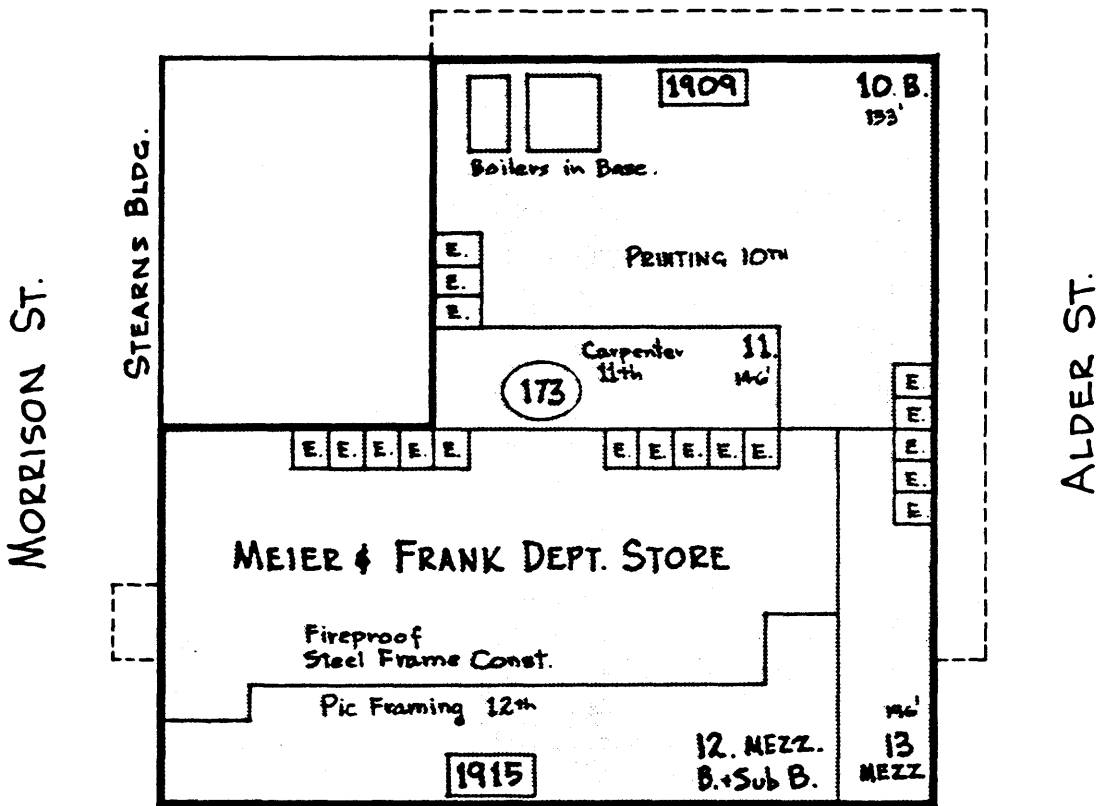 1909
10. B.
133'
Boilers in Base.
STEARNS BLDG.
E.
E.
E.
PRINTING 10TH
MORRISON ST.
ALDER ST.
Carpenter
11th
11.
146'
173
E.
E.
E.
E.
E.
E. E. E. E. E.
E. E. E. E. E.
MEIER & FRANK DEPT. STORE
Fireproof
Steel Frame Const.
Pic Framing 12th
1915
12. MEZZ.
B.+Sub B.
146'
13
MEZZ